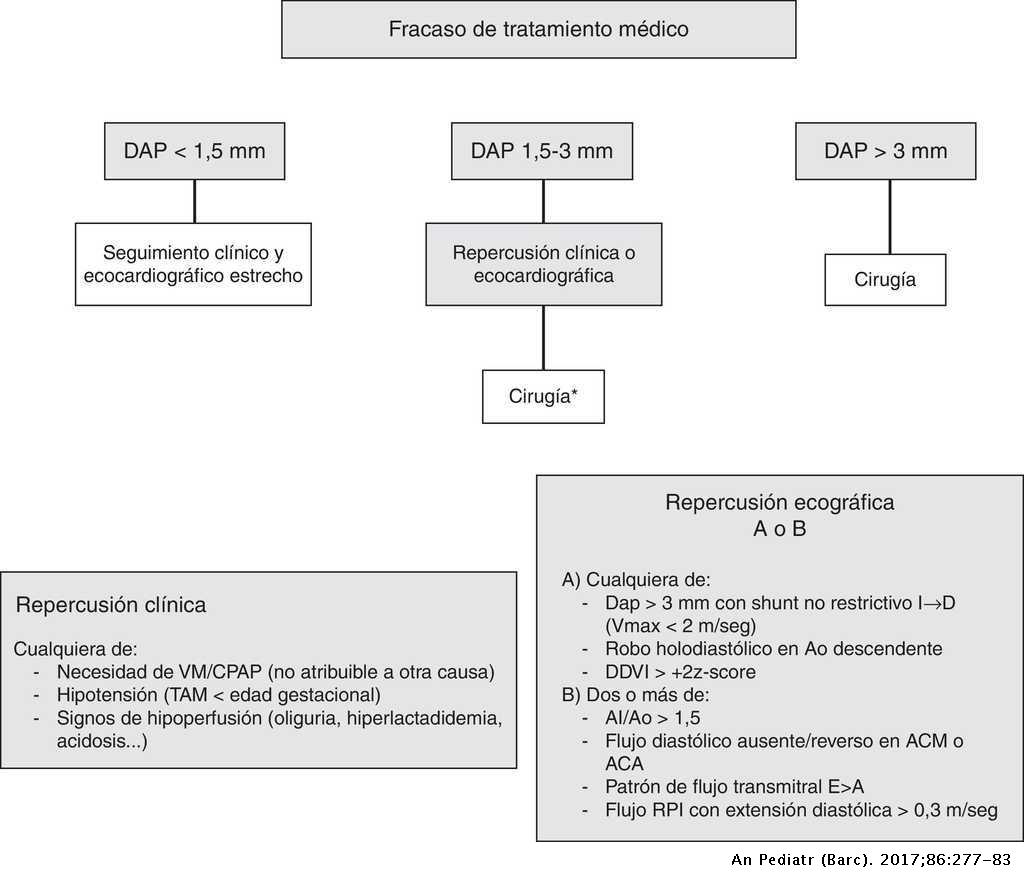 Fracaso de tratamiento médico
DAP < 1,5 mm
DAP 1,5-3 mm
DAP > 3 mm
Seguimiento clínico y
ecocardiográfico estrecho
Repercusión clínica o
ecocardiográfica
Cirugía
Cirugía*
Repercusión clínica
Cualquiera de:
- Necesidad de VM/CPAP (no atribuible a otra causa)
- Hipotensión (TAM < edad gestacional)
- Signos de hipoperfusión (oliguria, hiperlactadidemia,
acidosis...)
Repercusión ecográfica
A o B
A) Cualquiera de:
- Dap > 3 mm con shunt no restrictivo I→D
(Vmax < 2 m/seg)
- Robo holodiastólico en Ao descendente
- DDVI > +2z-score
B) Dos o más de:
- AI/Ao > 1,5
- Flujo diastólico ausente/reverso en ACM o
ACA
- Patrón de flujo transmitral E>A
- Flujo RPI con extensión diastólica > 0,3 m/seg
An Pediatr (Barc). 2017;86:277–83